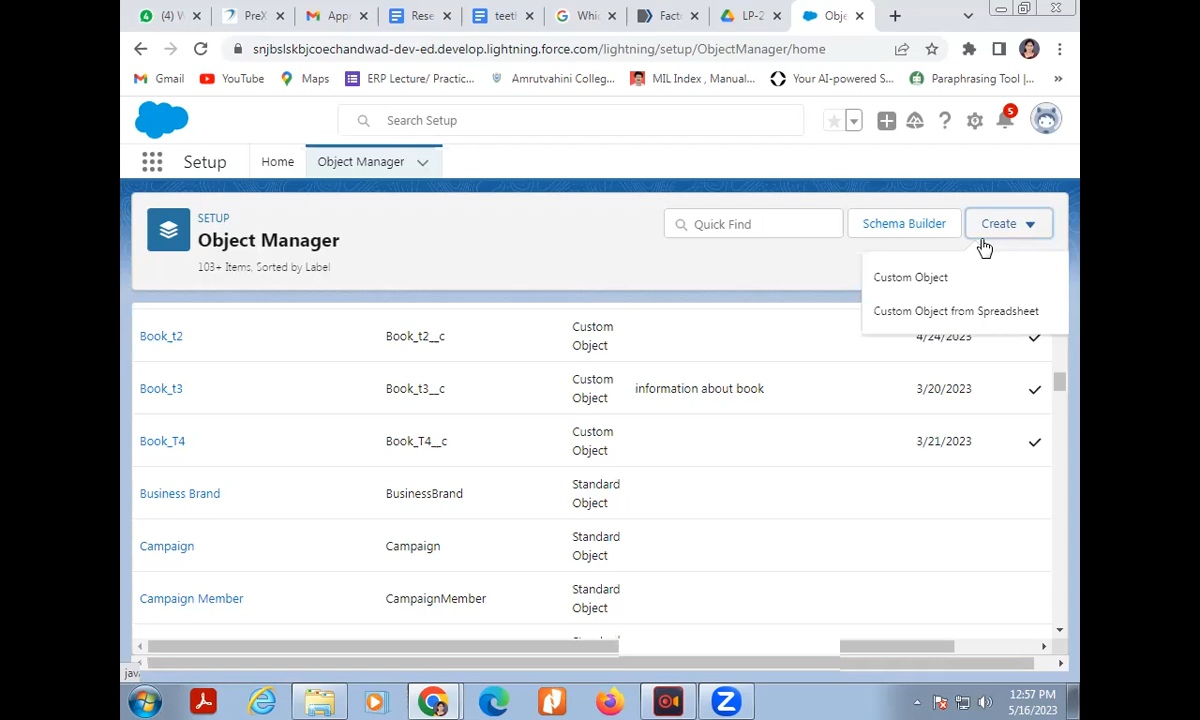 (4) W
PreX
Appr
Rese
teeti
Whic
Fact
LP-2
Obje
snjbslskbjcoechandwad-dev-ed.develop.lightning.force.com/lightning/setup/ObjectManager/home
Gmail
YouTube
Maps
ERP Lecture/ Practic...
Amrutvahini Colleg...
MIL Index , Manual...
Your AI-powered S...
Paraphrasing Tool |...
»
Search Setup
5
Setup
Home
Object Manager
SETUP
Object Manager
103+ Items, Sorted by Label
Quick Find
Schema Builder
Create
Custom Object
Custom Object from Spreadsheet
Book_t2 Book_t2__c Custom Object 4/24/2023
Book_t3 Book_t3__c Custom Object information about book 3/20/2023
Book_T4 Book_T4__c Custom Object 3/21/2023
Business Brand BusinessBrand Standard Object
Campaign Campaign Standard Object
Campaign Member CampaignMember Standard Object
java
12:57 PM
5/16/2023